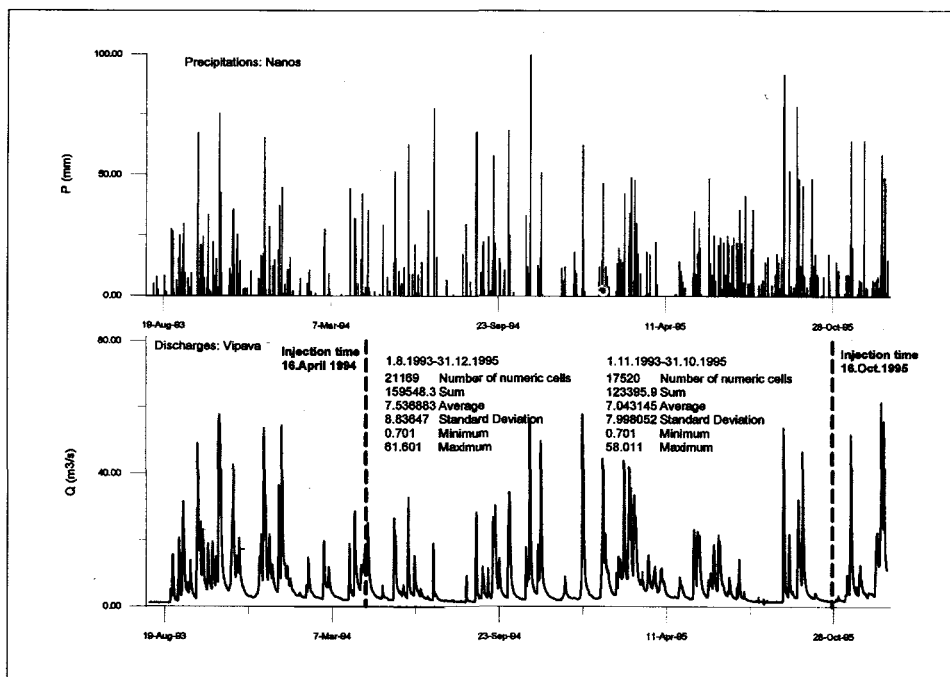 100.00
Precipitations: Nanos
50.00
P (mm)
0.00
19-Aug-93 7-Mar-94 23-Sep-94 11-Apr-95 28-Oct-95
80.00
Discharges: Vipava
Injection time
16.April 1994
1.8.1993-31.12.1995
21169 Number of numeric cells
159548.3 Sum
7.536883 Average
8.83647 Standard Deviation
0.701 Minimum
61.601 Maximum
1.11.1993-31.10.1995
17520 Number of numeric cells
123395.9 Sum
7.043145 Average
7.998052 Standard Deviation
0.701 Minimum
58.011 Maximum
Injection time
16.Oct.1995
40.00
Q (m3/s)
0.00
19-Aug-93 7-Mar-94 23-Sep-94 11-Apr-95 28-Oct-95